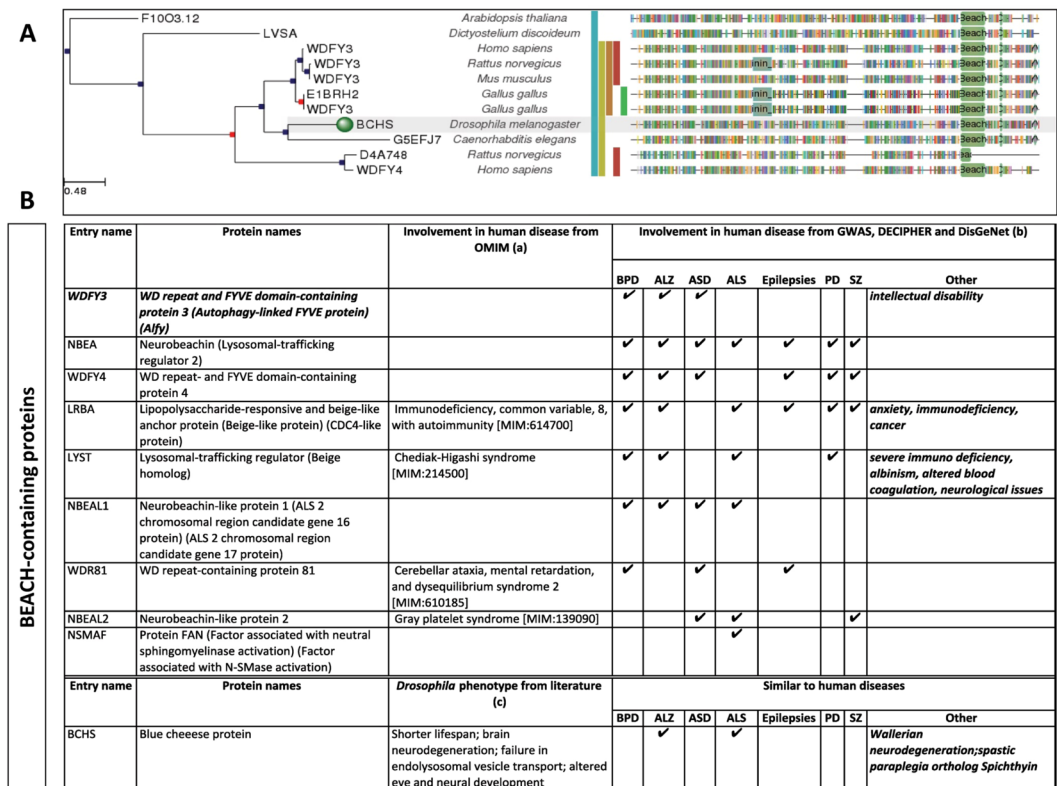 A
F10O3.12 Arabidopsis thaliana Beach
LVSA Dictyostelium discoideum Beach
WDFY3 Homo sapiens Beach
WDFY3 Rattus norvegicus inin_ Beach
WDFY3 Mus musculus Beach
E1BRH2 Gallus gallus inin_ Beach
WDFY3 Gallus gallus inin_ Beach
BCHS Drosophila melanogaster Beach
G5EFJ7 Caenorhabditis elegans Beach
D4A748 Rattus norvegicus
WDFY4 Homo sapiens Beach
0.48
B
BEACH-containing proteins
Entry name Protein names Involvement in human disease from Involvement in human disease from GWAS, DECIPHER and DisGeNet (b)
OMIM (a)
BPD ALZ ASD ALS Epilepsies PD SZ Other
WDFY3 WD repeat and FYVE domain-containing ✔ ✔ ✔ intellectual disability
protein 3 (Autophagy-linked FYVE protein)
(Alfy)
NBEA Neurobeachin (Lysosomal-trafficking ✔ ✔ ✔ ✔ ✔ ✔ ✔
regulator 2)
WDFY4 WD repeat- and FYVE domain-containing ✔ ✔ ✔ ✔ ✔ ✔
protein 4
LRBA Lipopolysaccharide-responsive and beige-like Immunodeficiency, common variable, 8, ✔ ✔ ✔ ✔ ✔ ✔ anxiety, immunodeficiency,
anchor protein (Beige-like protein) (CDC4-like with autoimmunity [MIM:614700] cancer
protein)
LYST Lysosomal-trafficking regulator (Beige Chediak-Higashi syndrome ✔ ✔ ✔ ✔ severe immuno deficiency,
homolog) [MIM:214500] albinism, altered blood
coagulation, neurological issues
NBEAL1 Neurobeachin-like protein 1 (ALS 2 ✔ ✔ ✔ ✔
chromosomal region candidate gene 16
protein) (ALS 2 chromosomal region
candidate gene 17 protein)
WDR81 WD repeat-containing protein 81 Cerebellar ataxia, mental retardation, ✔ ✔ ✔
and dysequilibrium syndrome 2
[MIM:610185]
NBEAL2 Neurobeachin-like protein 2 Gray platelet syndrome [MIM:139090] ✔ ✔ ✔
NSMAF Protein FAN (Factor associated with neutral ✔
sphingomyelinase activation) (Factor
associated with N-SMase activation)
Entry name Protein names Drosophila phenotype from literature Similar to human diseases
(c)
BPD ALZ ASD ALS Epilepsies PD SZ Other
BCHS Blue cheeese protein Shorter lifespan; brain ✔ ✔ Wallerian
neurodegeneration; failure in neurodegeneration;spastic
endolysosomal vesicle transport; altered paraplegia ortholog Spichthyin
eye and neural development